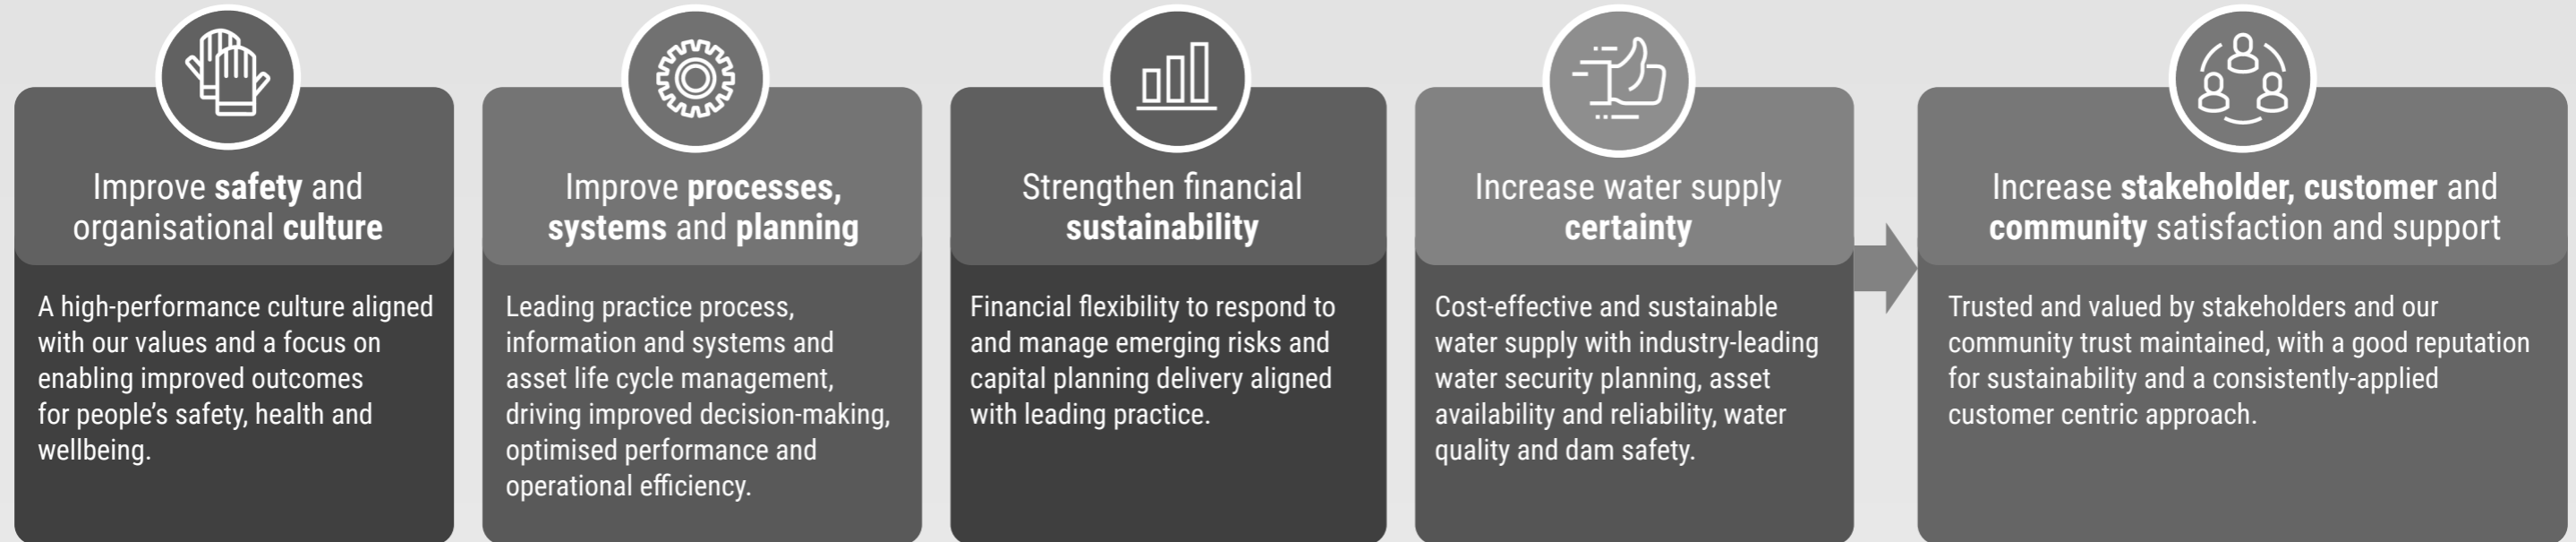 Improve safety and
organisational culture
A high-performance culture aligned
with our values and a focus on
enabling improved outcomes
for people's safety, health and
wellbeing.
Improve processes,
systems and planning
Leading practice process,
information and systems and
asset life cycle management,
driving improved decision-making,
optimised performance and
operational efficiency.
Strengthen financial
sustainability
Financial flexibility to respond to
and manage emerging risks and
capital planning delivery aligned
with leading practice.
Increase water supply
certainty
Cost-effective and sustainable
water supply with industry-leading
water security planning, asset
availability and reliability, water
quality and dam safety.
Increase stakeholder, customer and
community satisfaction and support
Trusted and valued by stakeholders and our
community trust maintained, with a good reputation
for sustainability and a consistently-applied
customer centric approach.